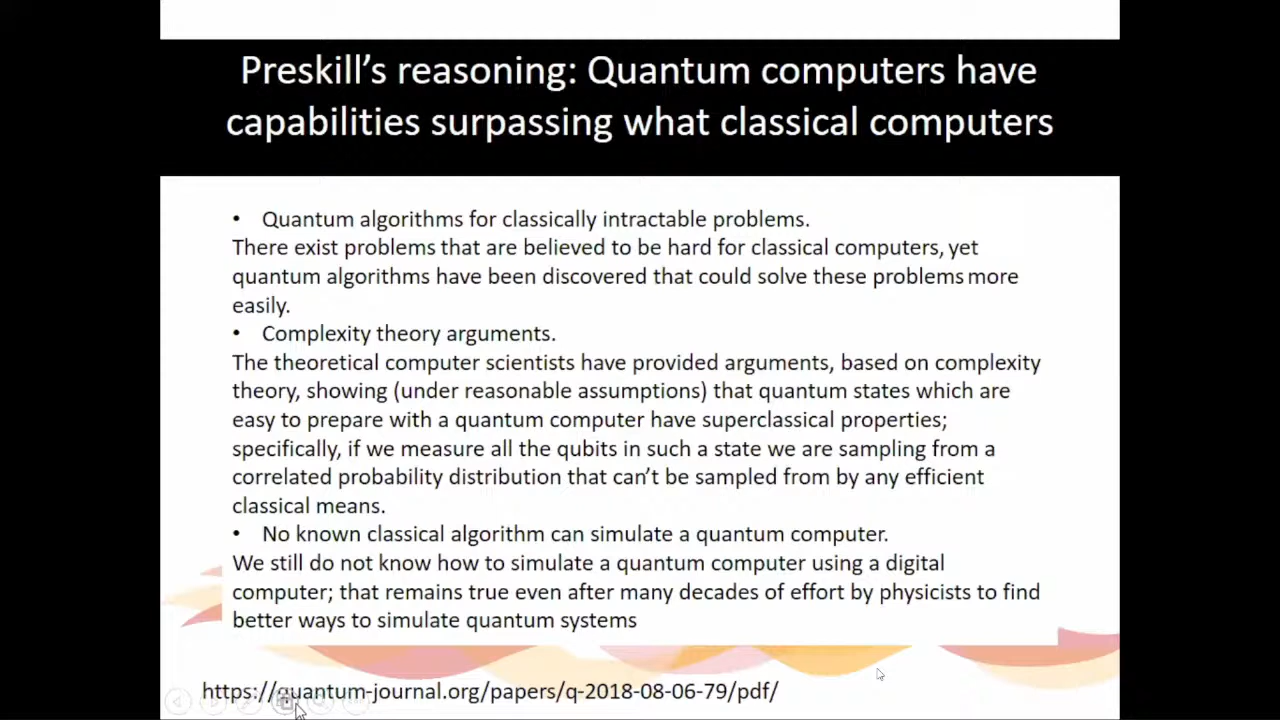 Preskill’s reasoning: Quantum computers have
capabilities surpassing what classical computers
• Quantum algorithms for classically intractable problems.
There exist problems that are believed to be hard for classical computers, yet
quantum algorithms have been discovered that could solve these problems more
easily.
• Complexity theory arguments.
The theoretical computer scientists have provided arguments, based on complexity
theory, showing (under reasonable assumptions) that quantum states which are
easy to prepare with a quantum computer have superclassical properties;
specifically, if we measure all the qubits in such a state we are sampling from a
correlated probability distribution that can’t be sampled from by any efficient
classical means.
• No known classical algorithm can simulate a quantum computer.
We still do not know how to simulate a quantum computer using a digital
computer; that remains true even after many decades of effort by physicists to find
better ways to simulate quantum systems
https://quantum-journal.org/papers/q-2018-08-06-79/pdf/